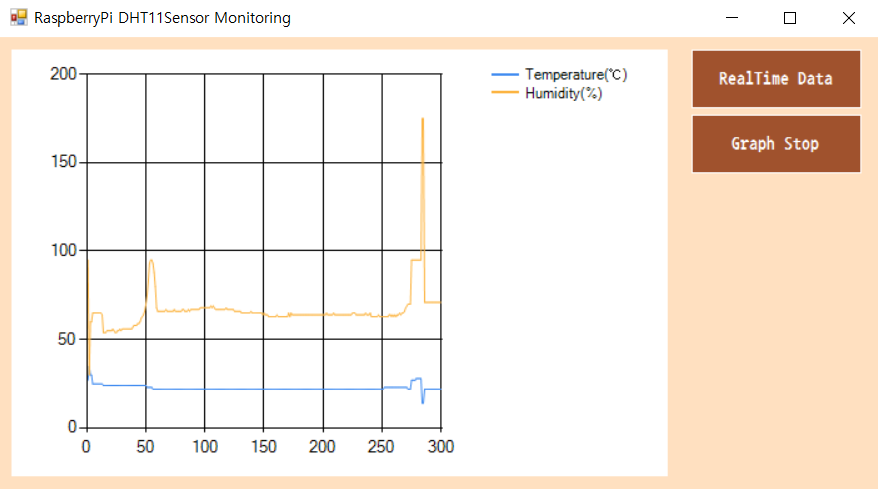 RaspberryPi DHT11Sensor Monitoring
200
150
100
50
0
0 50 100 150 200 250 300
Temperature(℃)
Humidity(%)
RealTime Data
Graph Stop